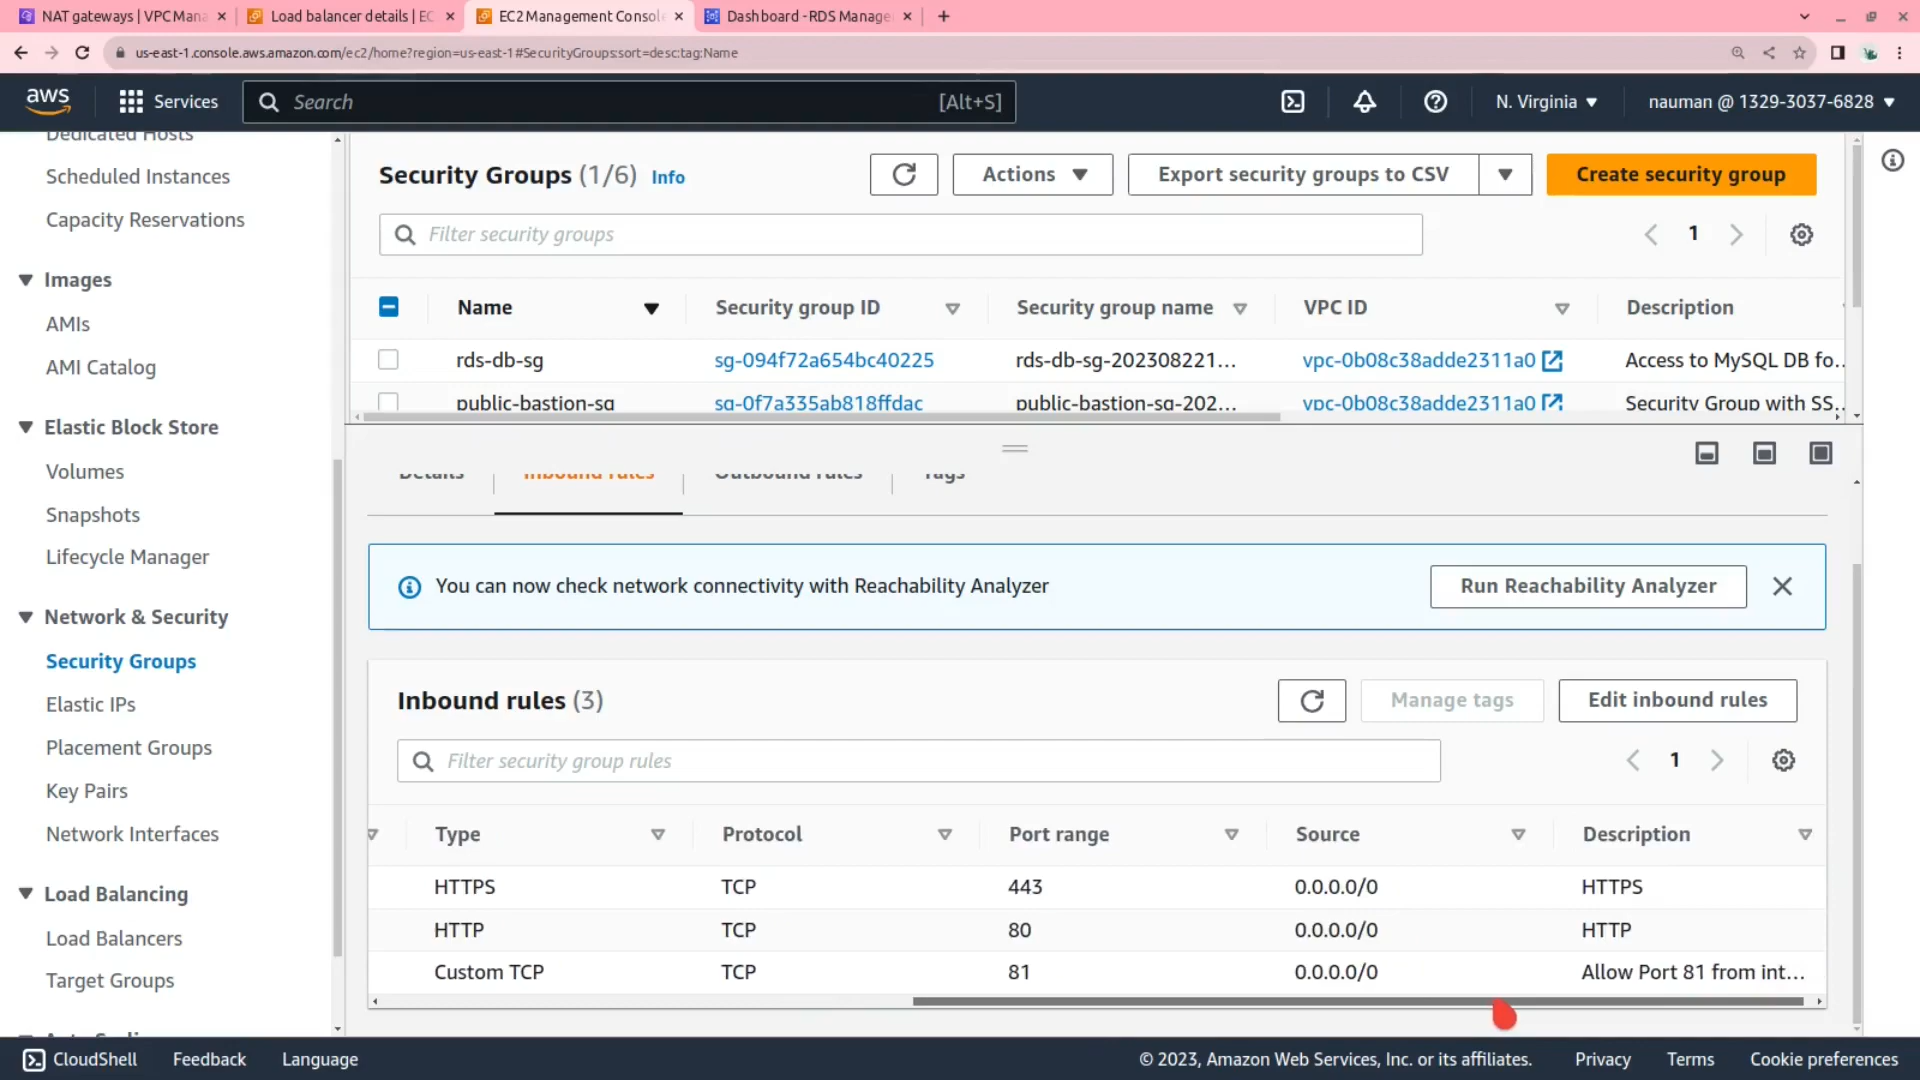 NAT gateways | VPC Mana
Load balancer details | EC
EC2 Management Console
Dashboard - RDS Manage
us-east-1.console.aws.amazon.com/ec2/home?region=us-east-1#SecurityGroups:sort=desc:tag:Name
aws
Services
Search
[Alt+S]
N. Virginia
nauman @ 1329-3037-6828
Dedicated Hosts
Scheduled Instances
Capacity Reservations
Images
AMIs
AMI Catalog
Elastic Block Store
Volumes
Snapshots
Lifecycle Manager
Network & Security
Security Groups
Elastic IPs
Placement Groups
Key Pairs
Network Interfaces
Load Balancing
Load Balancers
Target Groups
Security Groups (1/6) Info
Actions
Export security groups to CSV
Create security group
Filter security groups
1
Name Security group ID Security group name VPC ID Description
rds-db-sg sg-094f72a654bc40225 rds-db-sg-202308221... vpc-0b08c38adde2311a0 Access to MySQL DB fo...
public-bastion-sg sg-0f7a335ab818ffdac public-bastion-sg-202... vpc-0b08c38adde2311a0 Security Group with SS...
Details Inbound rules Outbound rules Tags
You can now check network connectivity with Reachability Analyzer
Run Reachability Analyzer
Inbound rules (3)
Manage tags
Edit inbound rules
Filter security group rules
1
Type Protocol Port range Source Description
HTTPS TCP 443 0.0.0.0/0 HTTPS
HTTP TCP 80 0.0.0.0/0 HTTP
Custom TCP TCP 81 0.0.0.0/0 Allow Port 81 from int...
CloudShell
Feedback
Language
© 2023, Amazon Web Services, Inc. or its affiliates.
Privacy
Terms
Cookie preferences